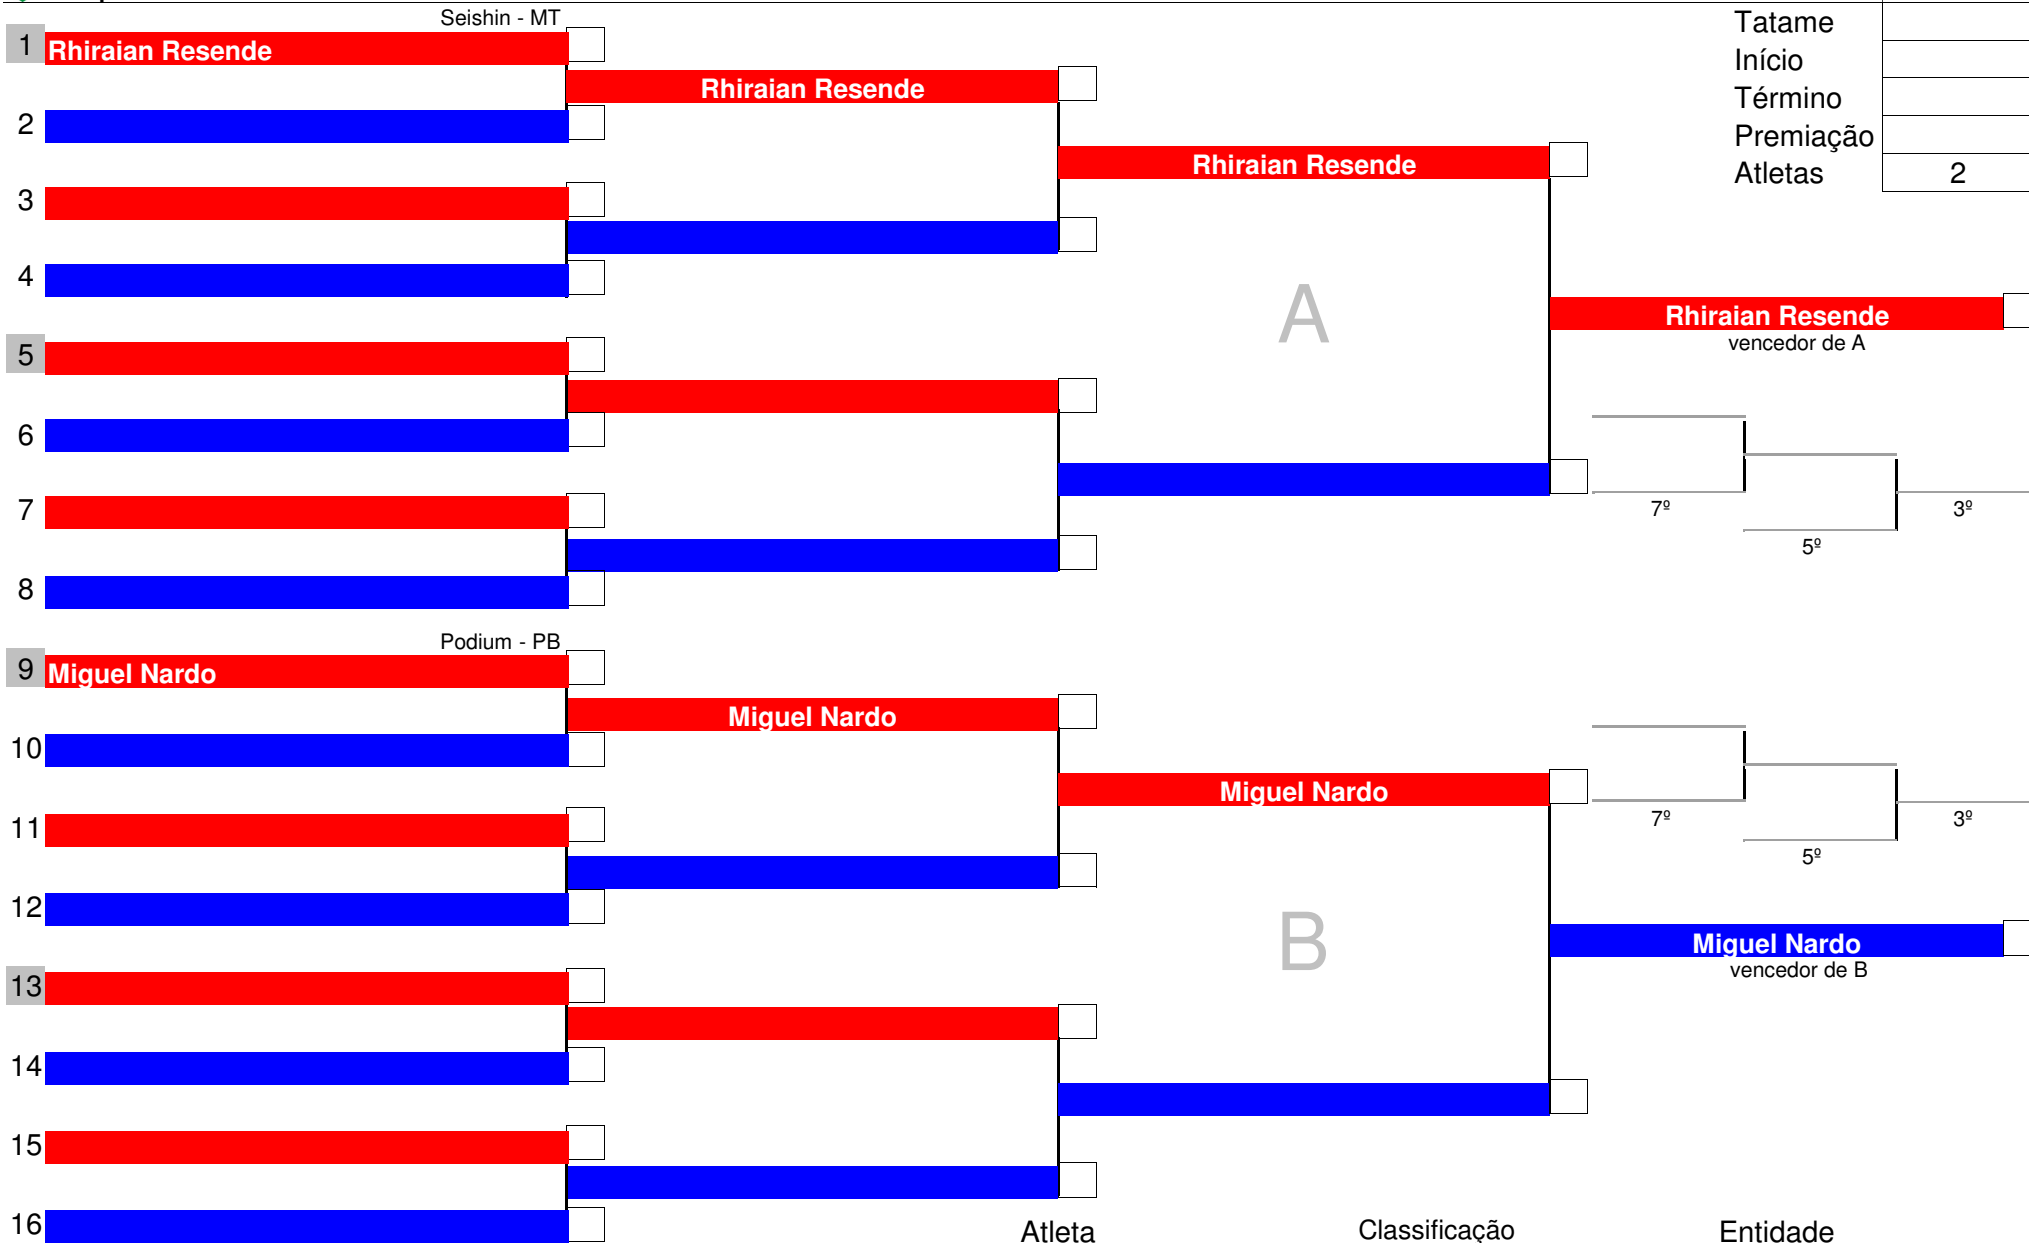 Seishin - MT
1 Rhiraian Resende
Rhiraian Resende
2
Rhiraian Resende
3
4
A
Rhiraian Resende
vencedor de A
5
6
7
7º
3º
5º
8
Podium - PB
9 Miguel Nardo
Miguel Nardo
10
Miguel Nardo
11
7º
3º
5º
12
B
Miguel Nardo
vencedor de B
13
14
15
16
Tatame
Início
Término
Premiação
Atletas 2
Atleta Classificação Entidade